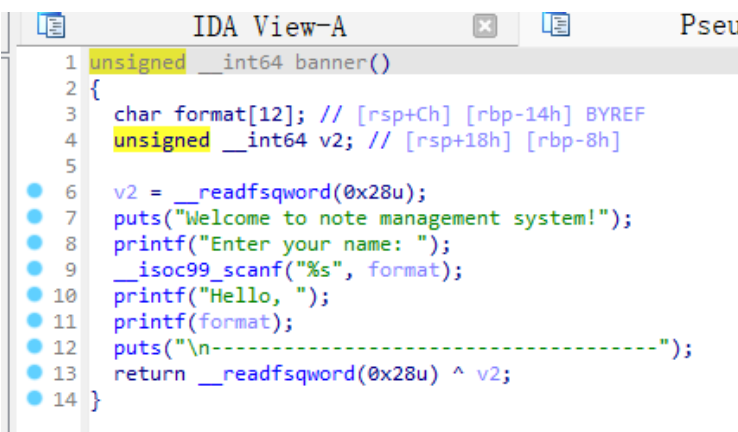 IDA View-A Pseu
1 unsigned __int64 banner()
2 {
3 char format[12]; // [rsp+Ch] [rbp-14h] BYREF
4 unsigned __int64 v2; // [rsp+18h] [rbp-8h]
5
6 v2 = __readfsqword(0x28u);
7 puts("Welcome to note management system!");
8 printf("Enter your name: ");
9 __isoc99_scanf("%s", format);
10 printf("Hello, ");
11 printf(format);
12 puts("\n-------------------------------------");
13 return __readfsqword(0x28u) ^ v2;
14 }